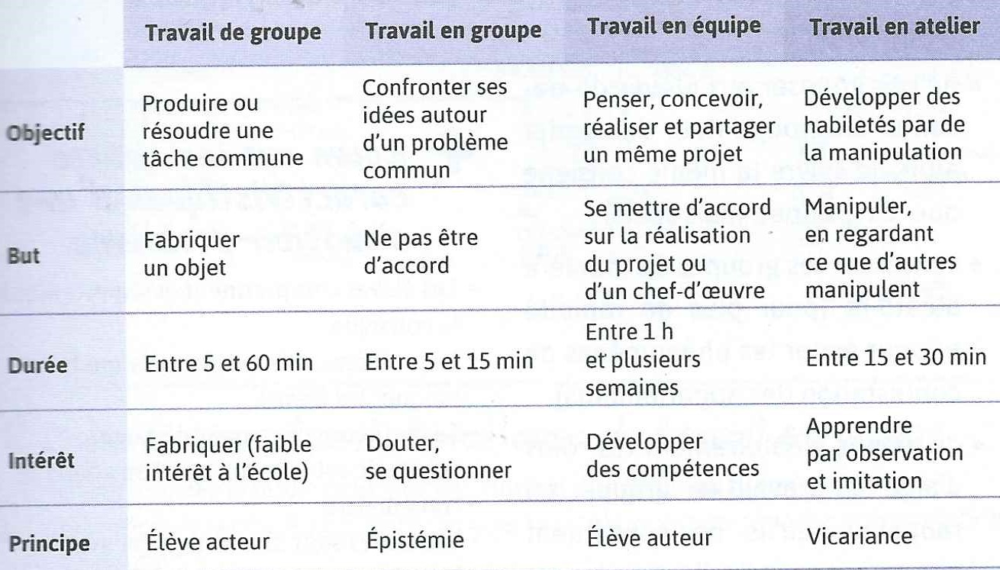 Travail de groupe Travail en groupe Travail en équipe Travail en atelier
Objectif
Produire ou
résoudre une
tâche commune
Confronter ses
idées autour
d'un problème
commun
Penser, concevoir,
réaliser et partager
un même projet
Développer des
habiletés par de
la manipulation
But
Fabriquer
un objet
Ne pas être
d'accord
Se mettre d'accord
sur la réalisation
du projet ou
d'un chef-d'œuvre
Manipuler,
en regardant
ce que d'autres
manipulent
Durée
Entre 5 et 60 min
Entre 5 et 15 min
Entre 1 h
et plusieurs
semaines
Entre 15 et 30 min
Intérêt
Fabriquer (faible
intérêt à l'école)
Douter,
se questionner
Développer
des compétences
Apprendre
par observation
et imitation
Principe
Élève acteur
Épistémie
Élève auteur
Vicariance